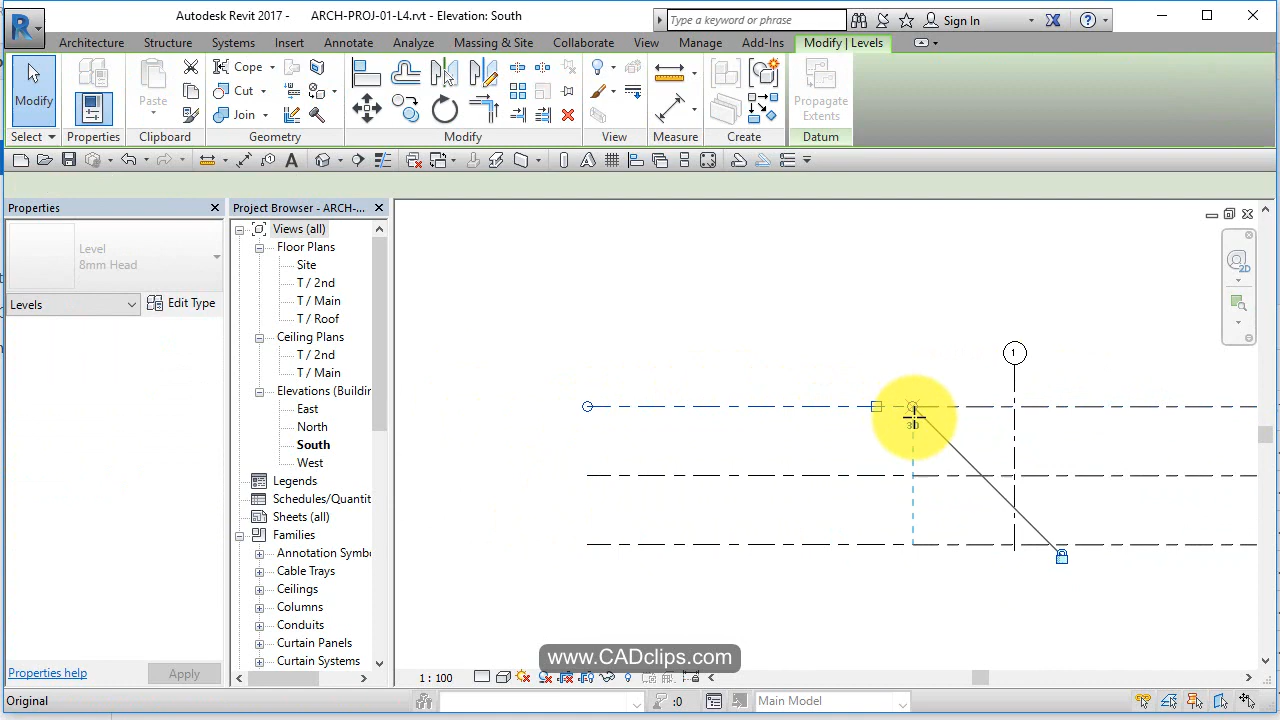 Autodesk Revit 2017 - ARCH-PROJ-01-L4.rvt - Elevation: South
Type a keyword or phrase
Sign In
Architecture Structure Systems Insert Annotate Analyze Massing & Site Collaborate View Manage Add-Ins Modify | Levels
Modify
Paste
Cope
Cut
Join
Propagate
Extents
Select Properties Clipboard Geometry Modify View Measure Create Datum
Properties
Level
8mm Head
Levels
Edit Type
Properties help
Apply
Project Browser - ARCH-...
Views (all)
Floor Plans
Site
T / 2nd
T / Main
T / Roof
Ceiling Plans
T / 2nd
T / Main
Elevations (Building
East
North
South
West
Legends
Schedules/Quantit
Sheets (all)
Families
Annotation Symbo
Cable Trays
Ceilings
Columns
Conduits
Curtain Panels
Curtain Systems
2D
1
3D
www.CADclips.com
1 : 100
Original
:0
Main Model